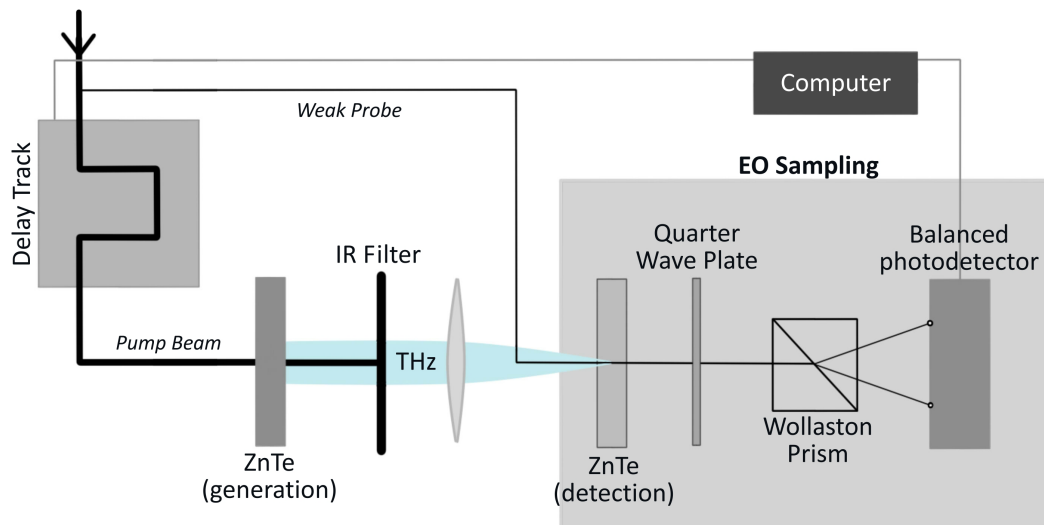 Computer
Weak Probe
EO Sampling
Delay Track
Quarter
Wave Plate
Balanced
photodetector
IR Filter
Pump Beam
THz
Wollaston
Prism
ZnTe
(generation)
ZnTe
(detection)